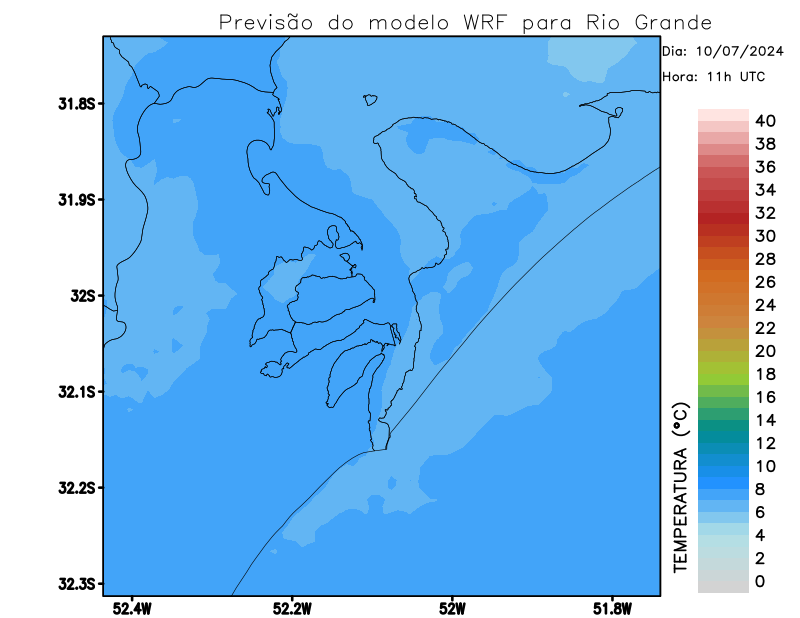 Previsão do modelo WRF para Rio Grande
Dia: 10/07/2024
Hora: 11h UTC
31.8S
31.9S
32S
32.1S
32.2S
32.3S
52.4W
52.2W
52W
51.8W
TEMPERATURA (ºC)
40
38
36
34
32
30
28
26
24
22
20
18
16
14
12
10
8
6
4
2
0